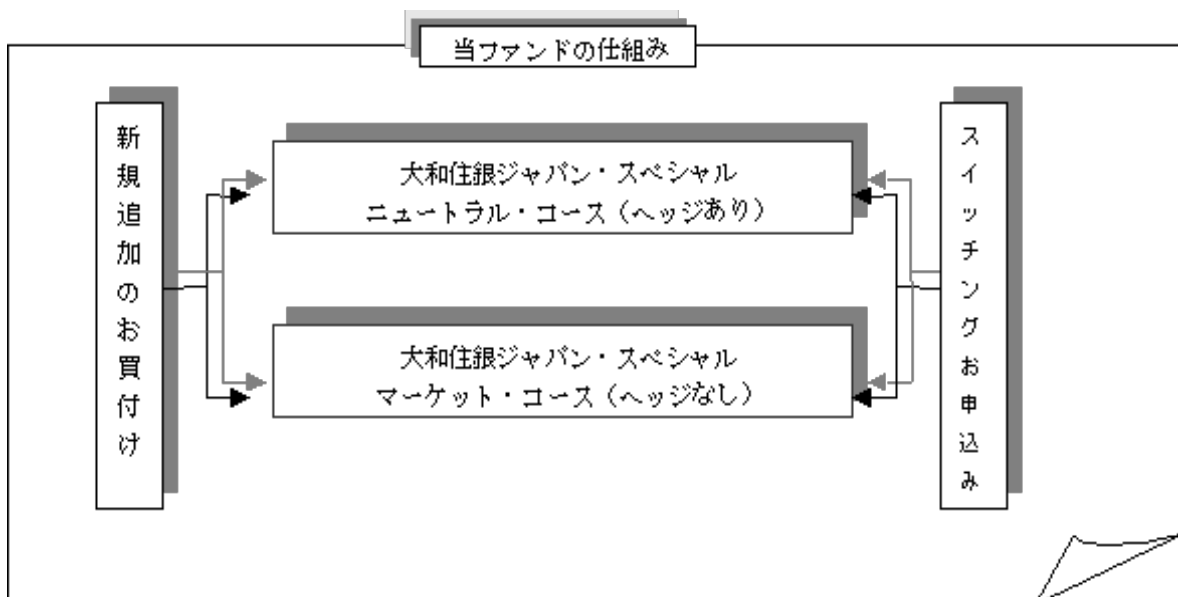 当ファンドの仕組み
新規追加のお買付け
大和住銀ジャパン・スペシャル
ニュートラル・コース（ヘッジあり）
大和住銀ジャパン・スペシャル
マーケット・コース（ヘッジなし）
スイッチングお申込み